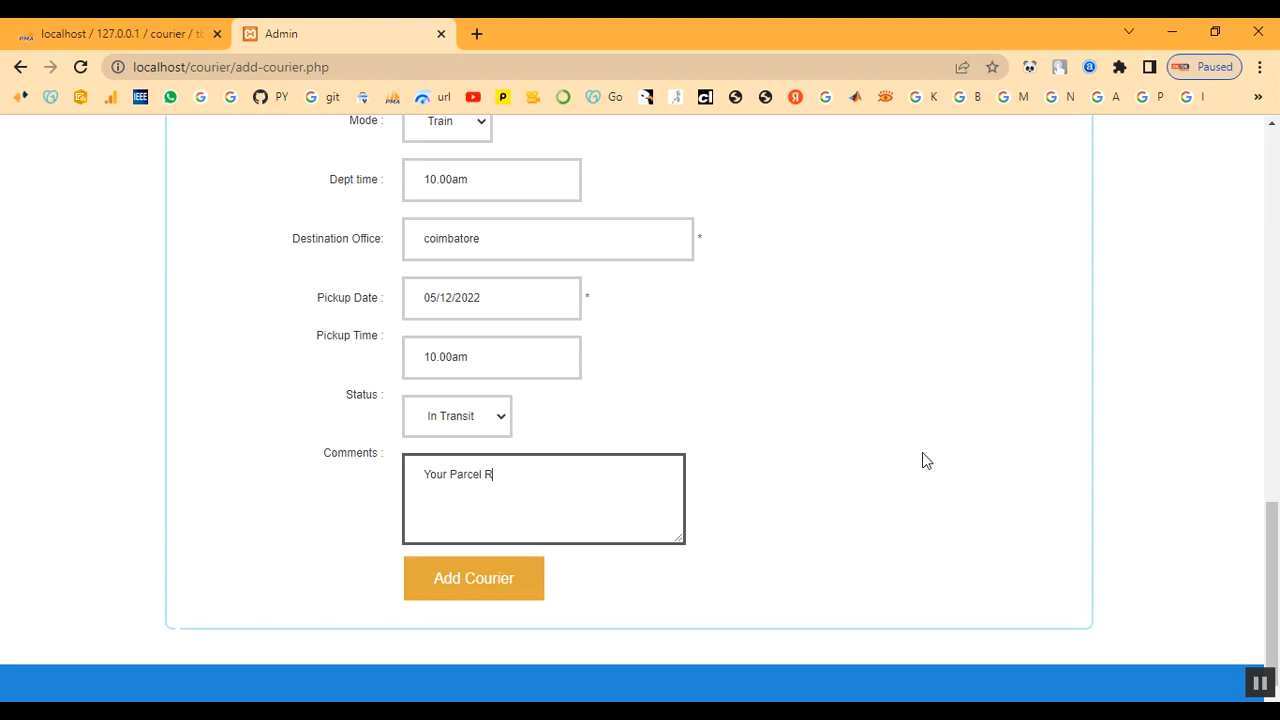 localhost / 127.0.0.1 / courier / tb
Admin
localhost/courier/add-courier.php
Paused
IEEE
PY
git
url
Go
K
B
M
N
A
P
I
Mode :
Train
Dept time :
10.00am
Destination Office:
coimbatore
*
Pickup Date :
05/12/2022
*
Pickup Time :
10.00am
Status :
In Transit
Comments :
Your Parcel R
Add Courier